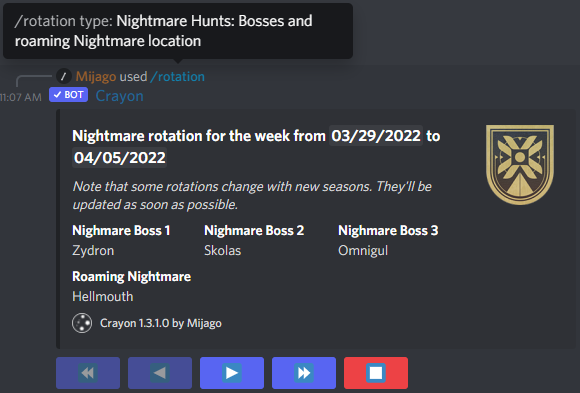 /rotation type: Nightmare Hunts: Bosses and
roaming Nightmare location
Mijago used /rotation
11:07 AM BOT Crayon
Nightmare rotation for the week from 03/29/2022 to
04/05/2022
Note that some rotations change with new seasons. They'll be
updated as soon as possible.
Nighmare Boss 1 Nighmare Boss 2 Nighmare Boss 3
Zydron Skolas Omnigul
Roaming Nightmare
Hellmouth
Crayon 1.3.1.0 by Mijago